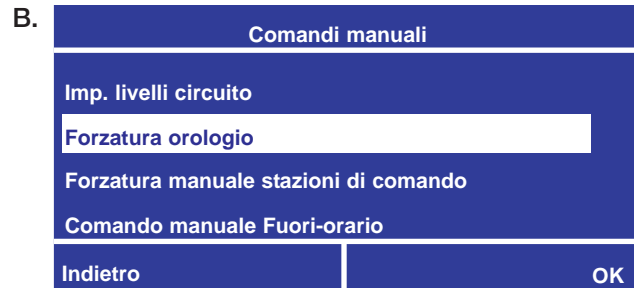 B.
Comandi manuali
Imp. livelli circuito
Forzatura orologio
Forzatura manuale stazioni di comando
Comando manuale Fuori-orario
Indietro OK